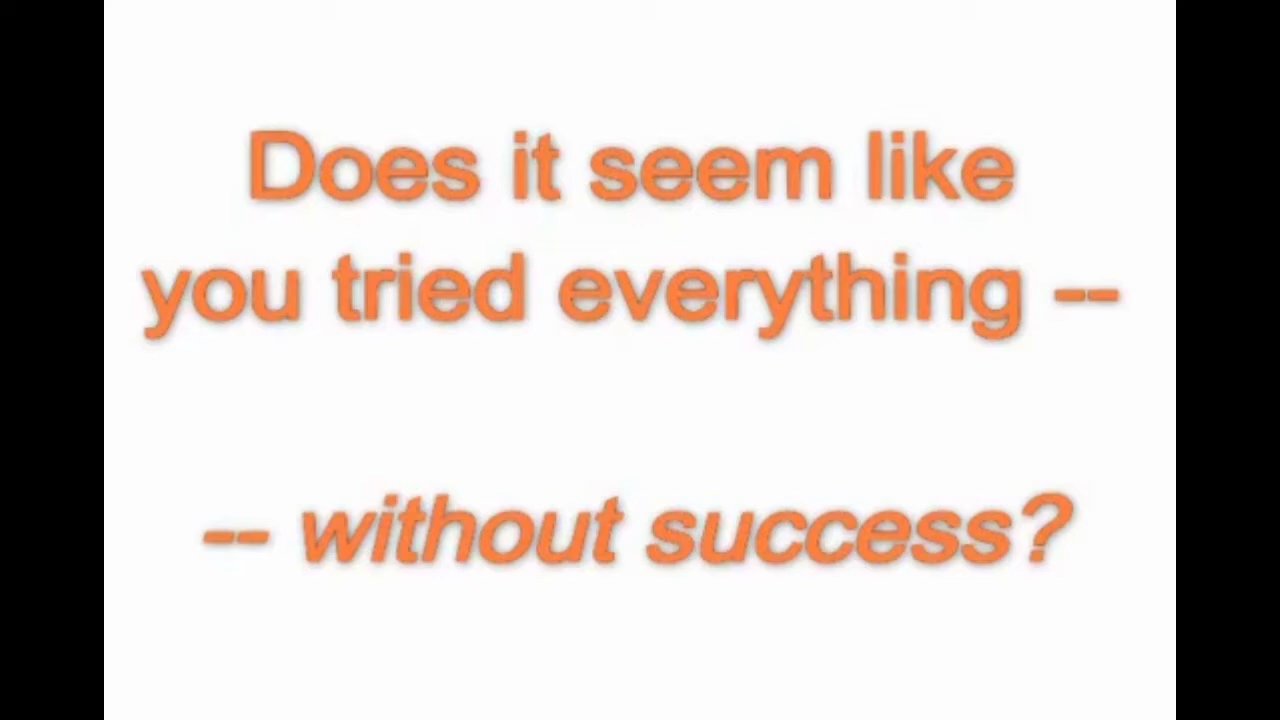 Does it seem like
you tried everything --
-- without success?